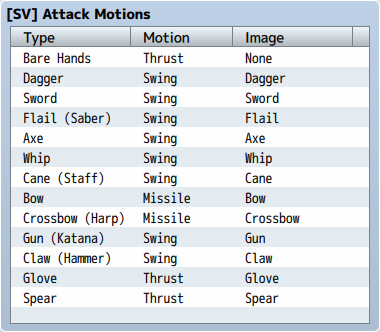 [SV] Attack Motions
Type Motion Image
Bare Hands Thrust None
Dagger Swing Dagger
Sword Swing Sword
Flail (Saber) Swing Flail
Axe Swing Axe
Whip Swing Whip
Cane (Staff) Swing Cane
Bow Missile Bow
Crossbow (Harp) Missile Crossbow
Gun (Katana) Swing Gun
Claw (Hammer) Swing Claw
Glove Thrust Glove
Spear Thrust Spear